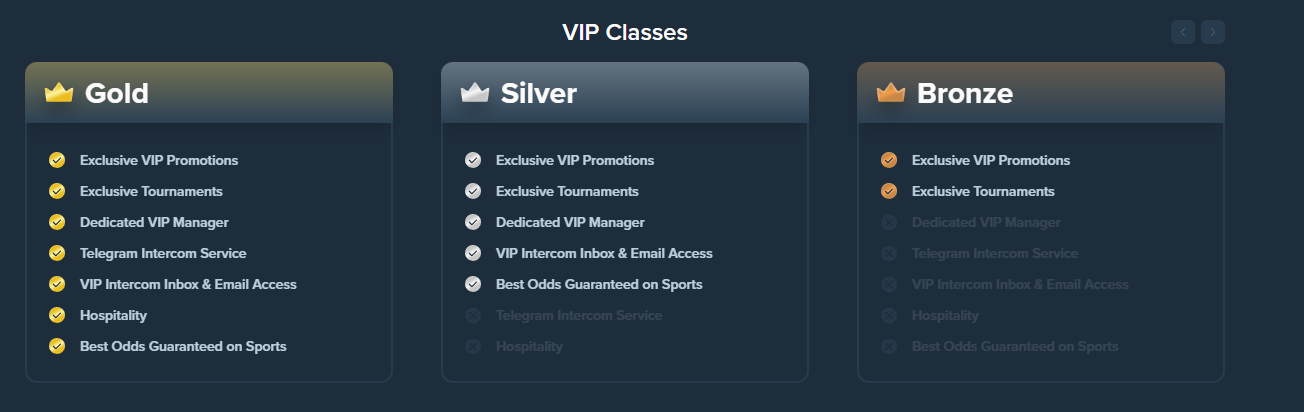 VIP Classes
Gold
Exclusive VIP Promotions
Exclusive Tournaments
Dedicated VIP Manager
Telegram Intercom Service
VIP Intercom Inbox & Email Access
Hospitality
Best Odds Guaranteed on Sports
Silver
Exclusive VIP Promotions
Exclusive Tournaments
Dedicated VIP Manager
VIP Intercom Inbox & Email Access
Best Odds Guaranteed on Sports
Telegram Intercom Service
Hospitality
Bronze
Exclusive VIP Promotions
Exclusive Tournaments
Dedicated VIP Manager
Telegram Intercom Service
VIP Intercom Inbox & Email Access
Hospitality
Best Odds Guaranteed on Sports